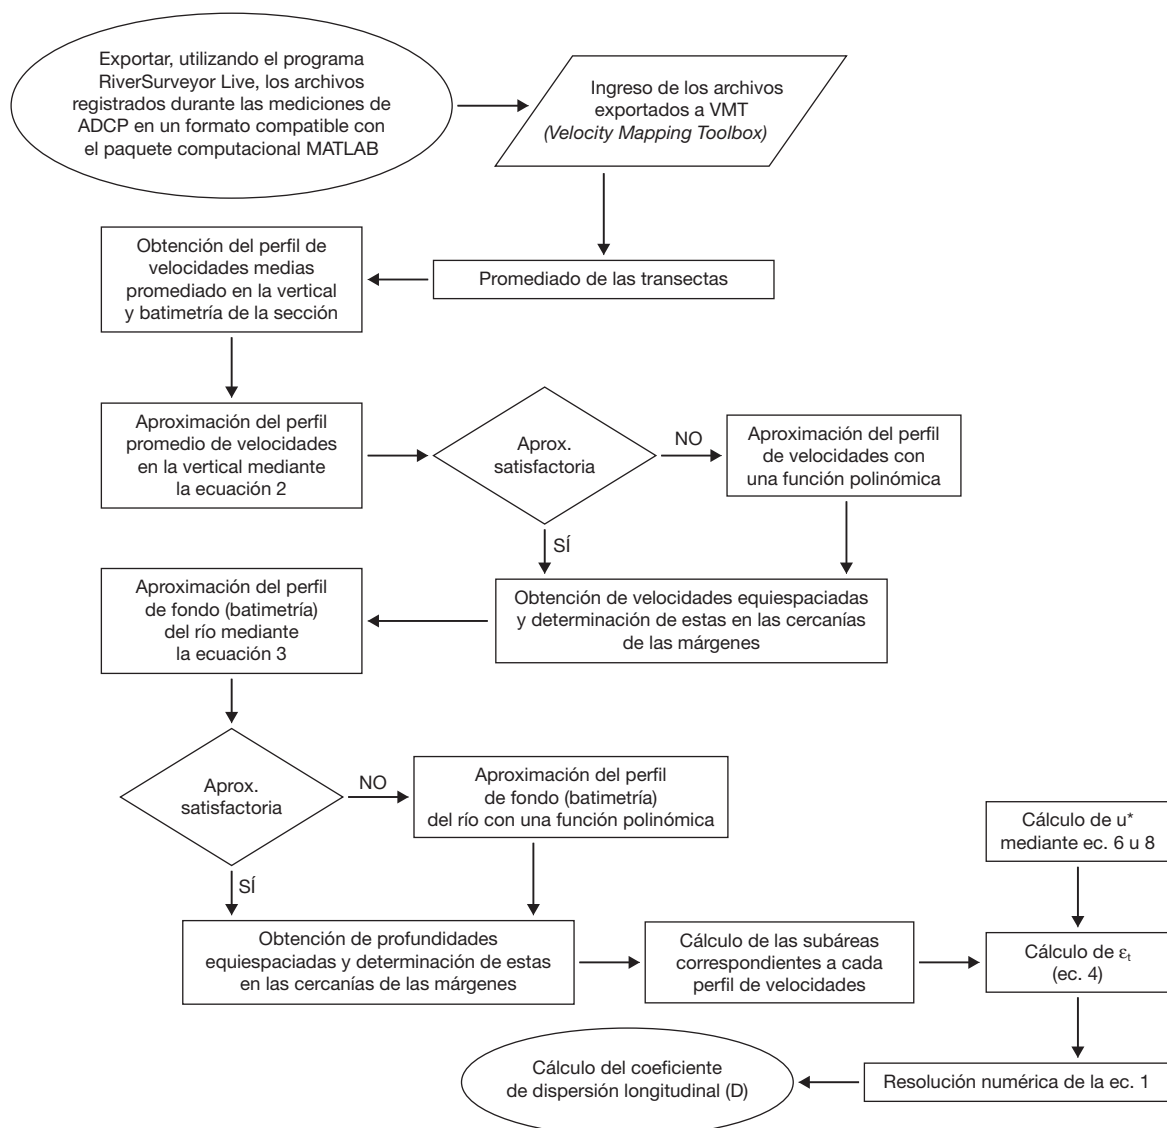 Exportar, utilizando el programa
RiverSurveyor Live, los archivos
registrados durante las mediciones de
ADCP en un formato compatible con
el paquete computacional MATLAB
Ingreso de los archivos
exportados a VMT
(Velocity Mapping Toolbox)
Promediado de las transectas
Obtención del perfil de
velocidades medias
promediado en la vertical
y batimetría de la sección
Aproximación del perfil
promedio de velocidades
en la vertical mediante
la ecuación 2
Aprox.
satisfactoria
NO
Aproximación del perfil
de velocidades con
una función polinómica
SÍ
Obtención de velocidades equiespaciadas
y determinación de estas en las cercanías
de las márgenes
Aproximación del perfil
de fondo (batimetría)
del río mediante
la ecuación 3
Aprox.
satisfactoria
NO
Aproximación del perfil
de fondo (batimetría)
del río con una función polinómica
SÍ
Obtención de profundidades
equiespaciadas y determinación de estas
en las cercanías de las márgenes
Cálculo de las subáreas
correspondientes a cada
perfil de velocidades
Cálculo de u*
mediante ec. 6 u 8
Cálculo de εt
(ec. 4)
Resolución numérica de la ec. 1
Cálculo del coeficiente
de dispersión longitudinal (D)